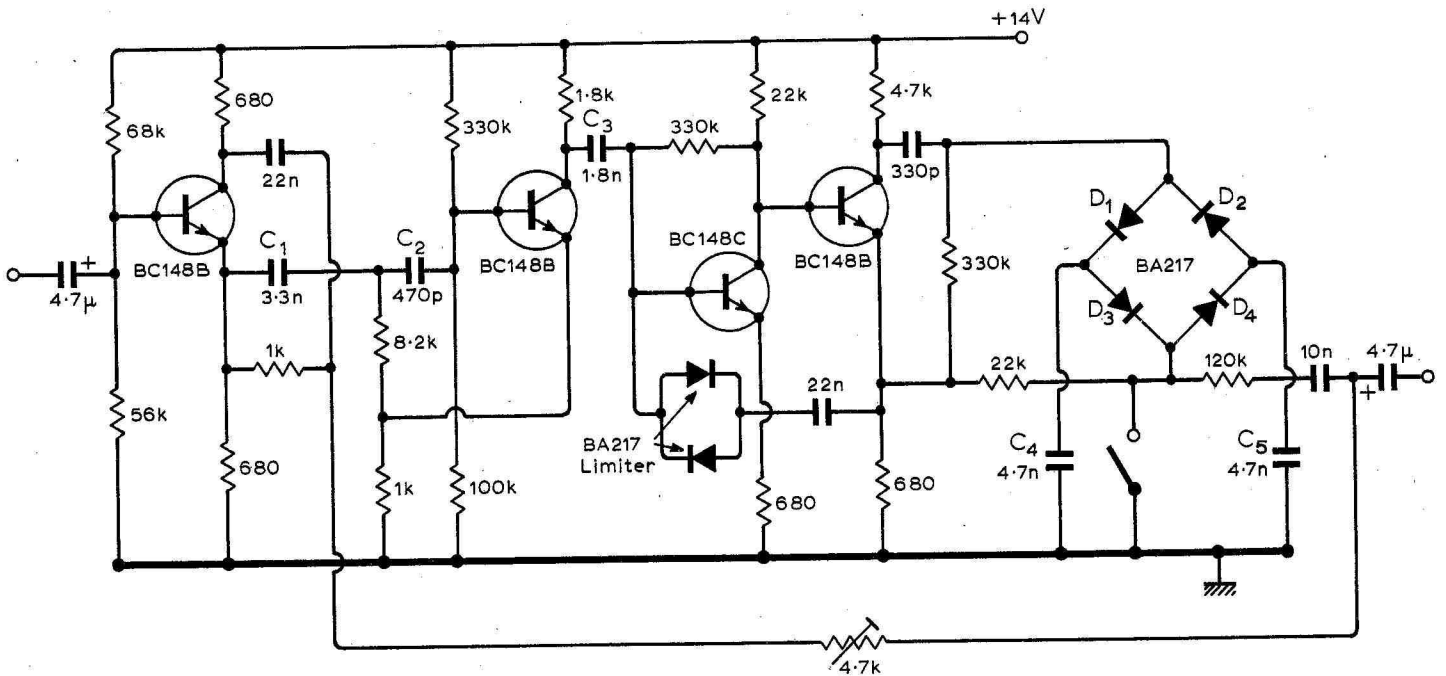 +14V
680
68k
22n
BC148B
4·7μ
+
C1
3·3n
1k
56k
680
330k
C2
470p
8·2k
1k
100k
1·8k
C3
1·8n
BC148B
330k
22k
BC148C
BA217
Limiter
22n
680
4·7k
330p
BC148B
680
330k
22k
D1
D2
BA217
D3
D4
120k
10n
4·7μ
+
C4
4·7n
C5
4·7n
4·7k